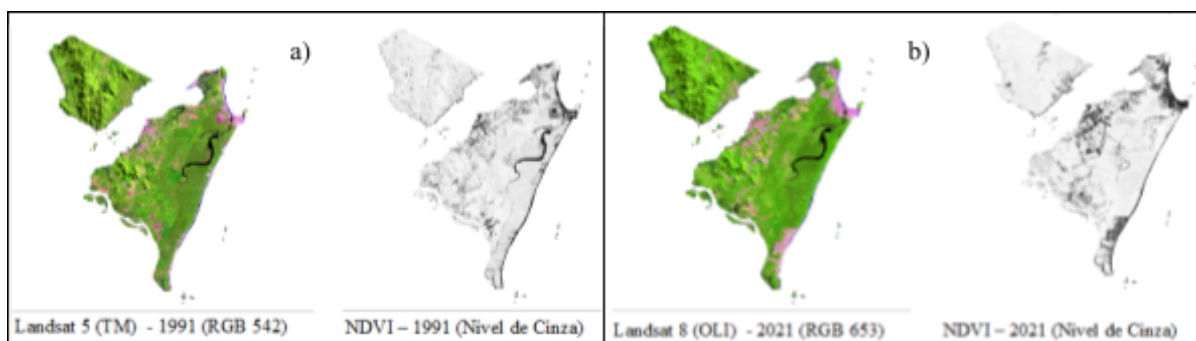 a)
b)
Landsat 5 (TM) - 1991 (RGB 542)
NDVI – 1991 (Nivel de Cinza)
Landsat 8 (OLI) - 2021 (RGB 653)
NDVI – 2021 (Nivel de Cinza)